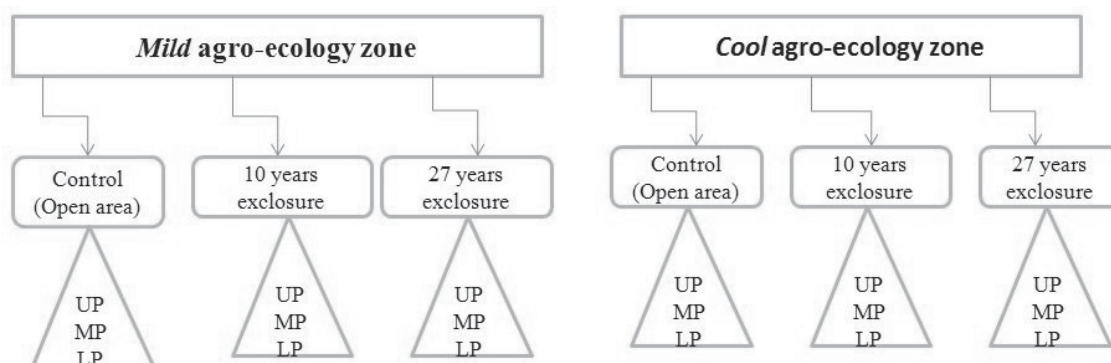 Mild agro-ecology zone
Control
(Open area)
10 years
exclosure
27 years
exclosure
UP
MP
LP
UP
MP
LP
UP
MP
LP
Cool agro-ecology zone
Control
(Open area)
10 years
exclosure
27 years
exclosure
UP
MP
LP
UP
MP
LP
UP
MP
LP